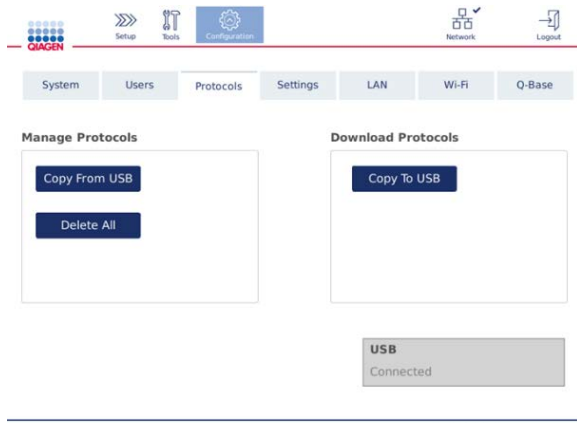 QIAGEN
Setup
Tools
Configuration
Network
Logout
System
Users
Protocols
Settings
LAN
Wi-Fi
Q-Base
Manage Protocols
Download Protocols
Copy From USB
Copy To USB
Delete All
USB
Connected